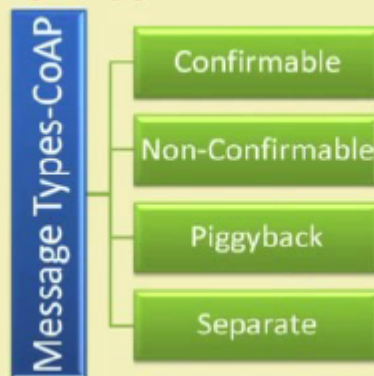 Message Types-CoAP
Confirmable
Non-Confirmable
Piggyback
Separate